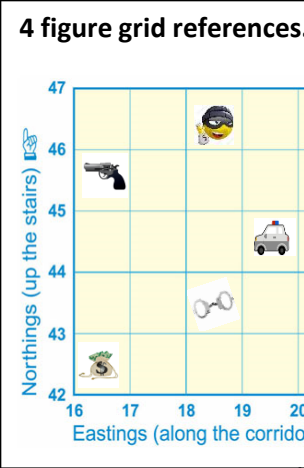 4 figure grid references.
47
46
45
44
43
42
16 17 18 19 20
Northings (up the stairs)
Eastings (along the corrido
$